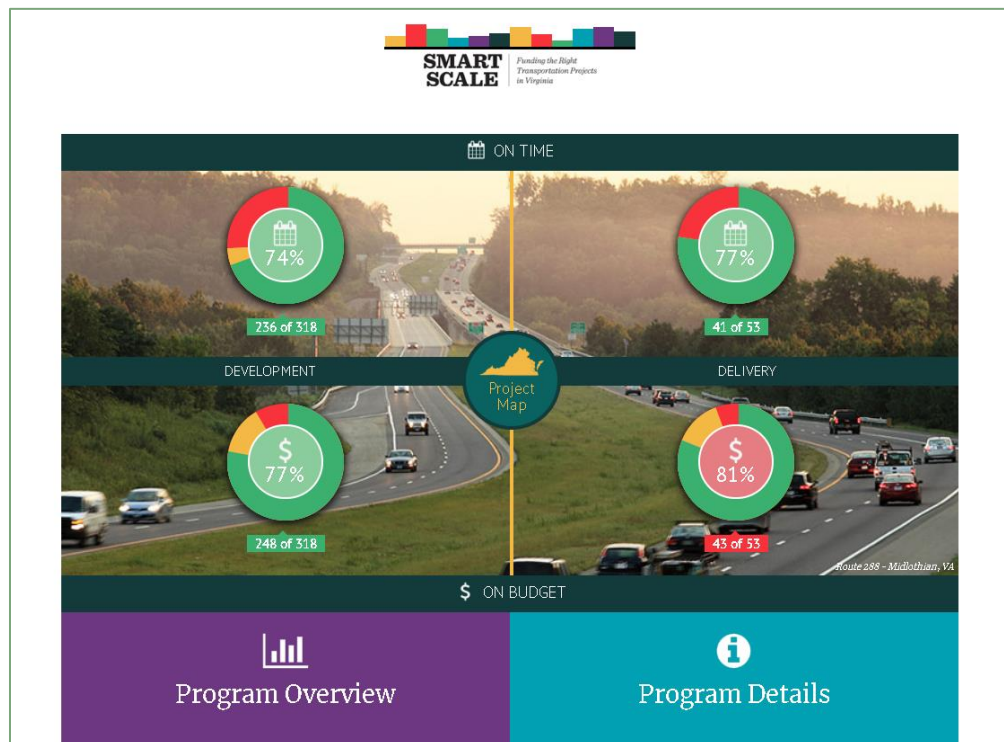 SMART
SCALE
Funding the Right
Transportation Projects
in Virginia
ON TIME
74%
236 of 318
77%
41 of 53
DEVELOPMENT
DELIVERY
Project
Map
$
77%
248 of 318
$
81%
43 of 53
Route 288 - Midlothian, VA
$ ON BUDGET
Program Overview
Program Details